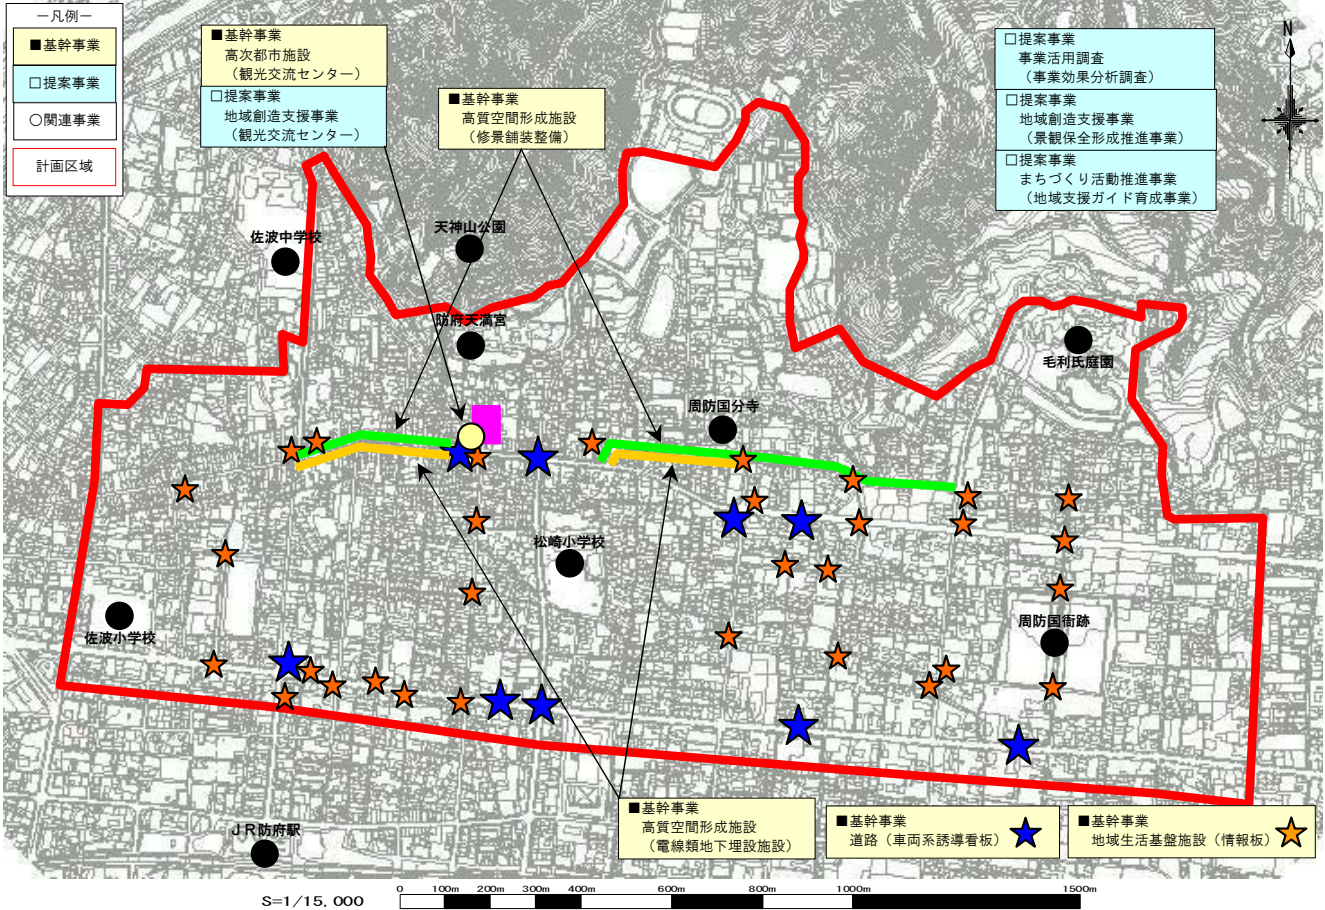 －凡例－
■基幹事業
□提案事業
○関連事業
計画区域
■基幹事業
高次都市施設
（観光交流センター）
□提案事業
地域創造支援事業
（観光交流センター）
■基幹事業
高質空間形成施設
（修景舗装整備）
□提案事業
事業活用調査
（事業効果分析調査）
□提案事業
地域創造支援事業
（景観保全形成推進事業）
□提案事業
まちづくり活動推進事業
（地域支援ガイド育成事業）
N
佐波中学校
天神山公園
防府天満宮
毛利氏庭園
周防国分寺
松崎小学校
佐波小学校
周防国衙跡
ＪＲ防府駅
■基幹事業
高質空間形成施設
（電線類地下埋設施設）
■基幹事業
道路（車両系誘導看板）
■基幹事業
地域生活基盤施設（情報板）
S=1/15,000
0 100m 200m 300m 400m 600m 800m 1000m 1500m